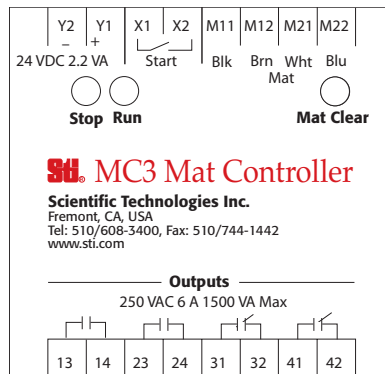 Y2 Y1 X1 X2 M11 M12 M21 M22
– +
24 VDC 2.2 VA Start Blk Brn Wht Blu
Mat
Stop Run Mat Clear
STI® MC3 Mat Controller
Scientific Technologies Inc.
Fremont, CA, USA
Tel: 510/608-3400, Fax: 510/744-1442
www.sti.com
Outputs
250 VAC 6 A 1500 VA Max
13 14 23 24 31 32 41 42